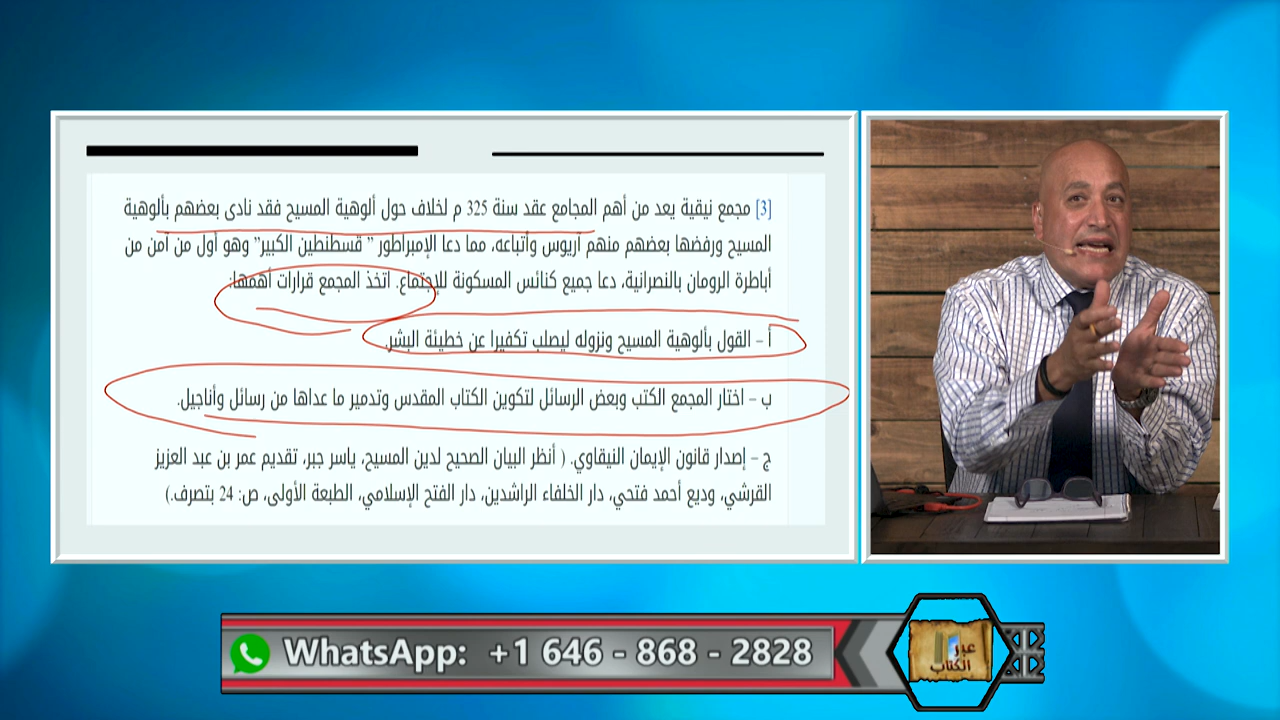 [3] مجمع نيقية يعد من أهم المجامع عقد سنة 325 م لخلاف حول ألوهية المسيح فقد نادى بعضهم بألوهية
المسيح ورفضها بعضهم منهم آريوس وأتباعه، مما دعا الإمبراطور " قسطنطين الكبير" وهو أول من آمن من
أباطرة الرومان بالنصرانية، دعا جميع كنائس المسكونة للإجتماع. اتخذ المجمع قرارات أهمها:
أ – القول بألوهية المسيح ونزوله ليصلب تكفيرا عن خطيئة البشر.
ب – اختار المجمع الكتب وبعض الرسائل لتكوين الكتاب المقدس وتدمير ما عداها من رسائل وأناجيل.
ج – إصدار قانون الإيمان النيقاوي. ( أنظر البيان الصحيح لدين المسيح، ياسر جبر، تقديم عمر بن عبد العزيز
القرشي، وديع أحمد فتحي، دار الخلفاء الراشدين، دار الفتح الإسلامي، الطبعة الأولى، ص: 24 بتصرف.)
WhatsApp: +1 646 - 868 - 2828
الكتاب